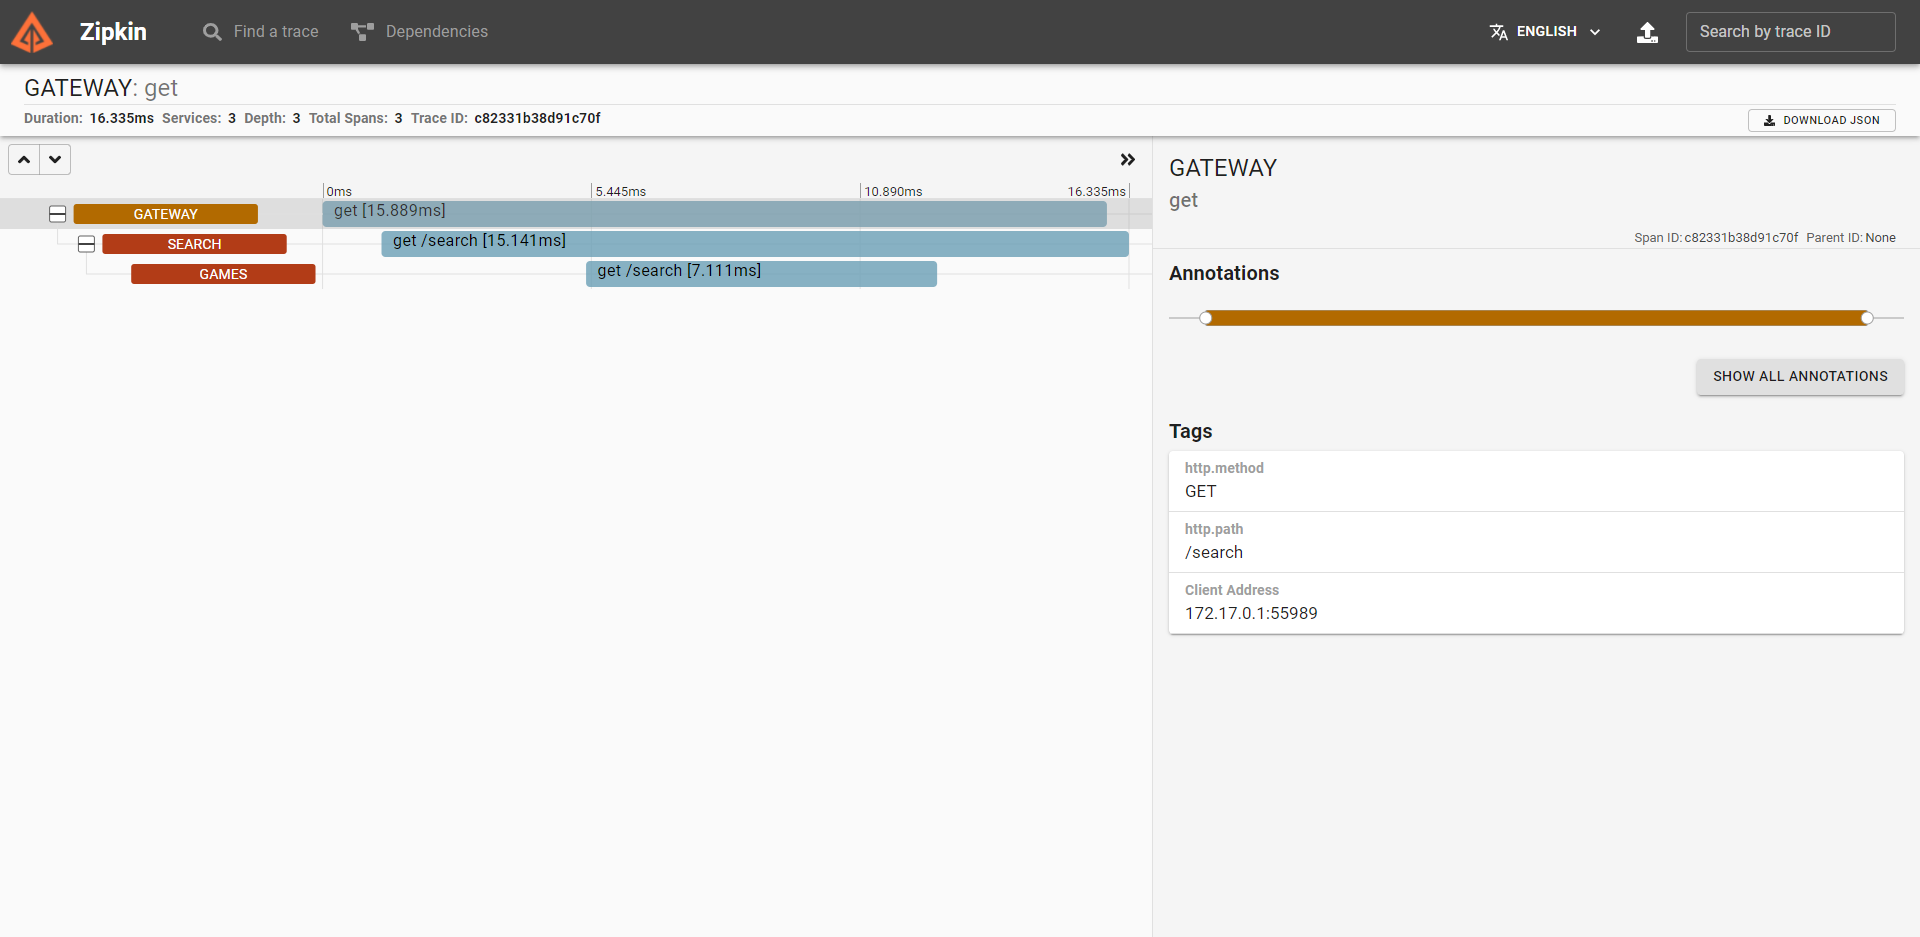 Zipkin
Find a trace
Dependencies
ENGLISH
Search by trace ID
GATEWAY: get
Duration: 16.335ms Services: 3 Depth: 3 Total Spans: 3 Trace ID: c82331b38d91c70f
DOWNLOAD JSON
0ms 5.445ms 10.890ms 16.335ms
GATEWAY get [15.889ms]
SEARCH get /search [15.141ms]
GAMES get /search [7.111ms]
GATEWAY
get
Span ID: c82331b38d91c70f Parent ID: None
Annotations
SHOW ALL ANNOTATIONS
Tags
http.method
GET
http.path
/search
Client Address
172.17.0.1:55989